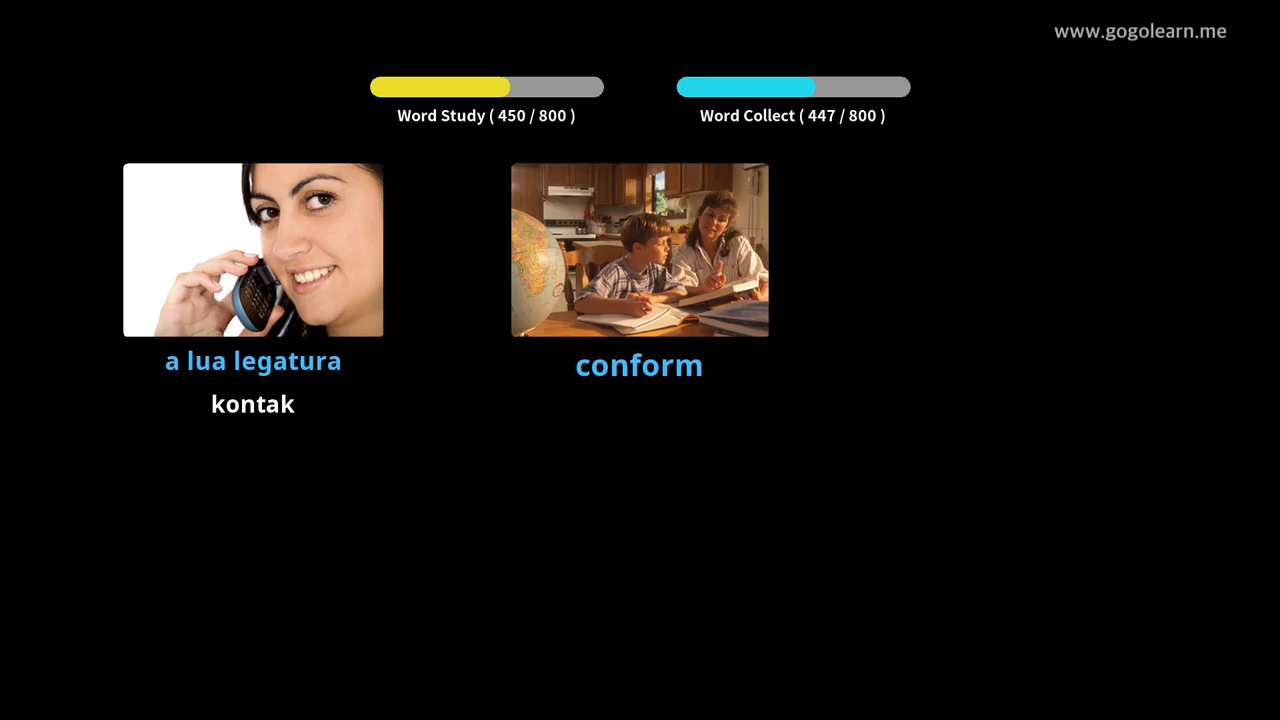 www.gogolearn.me
Word Study ( 450 / 800 )
Word Collect ( 447 / 800 )
a lua legatura
kontak
conform